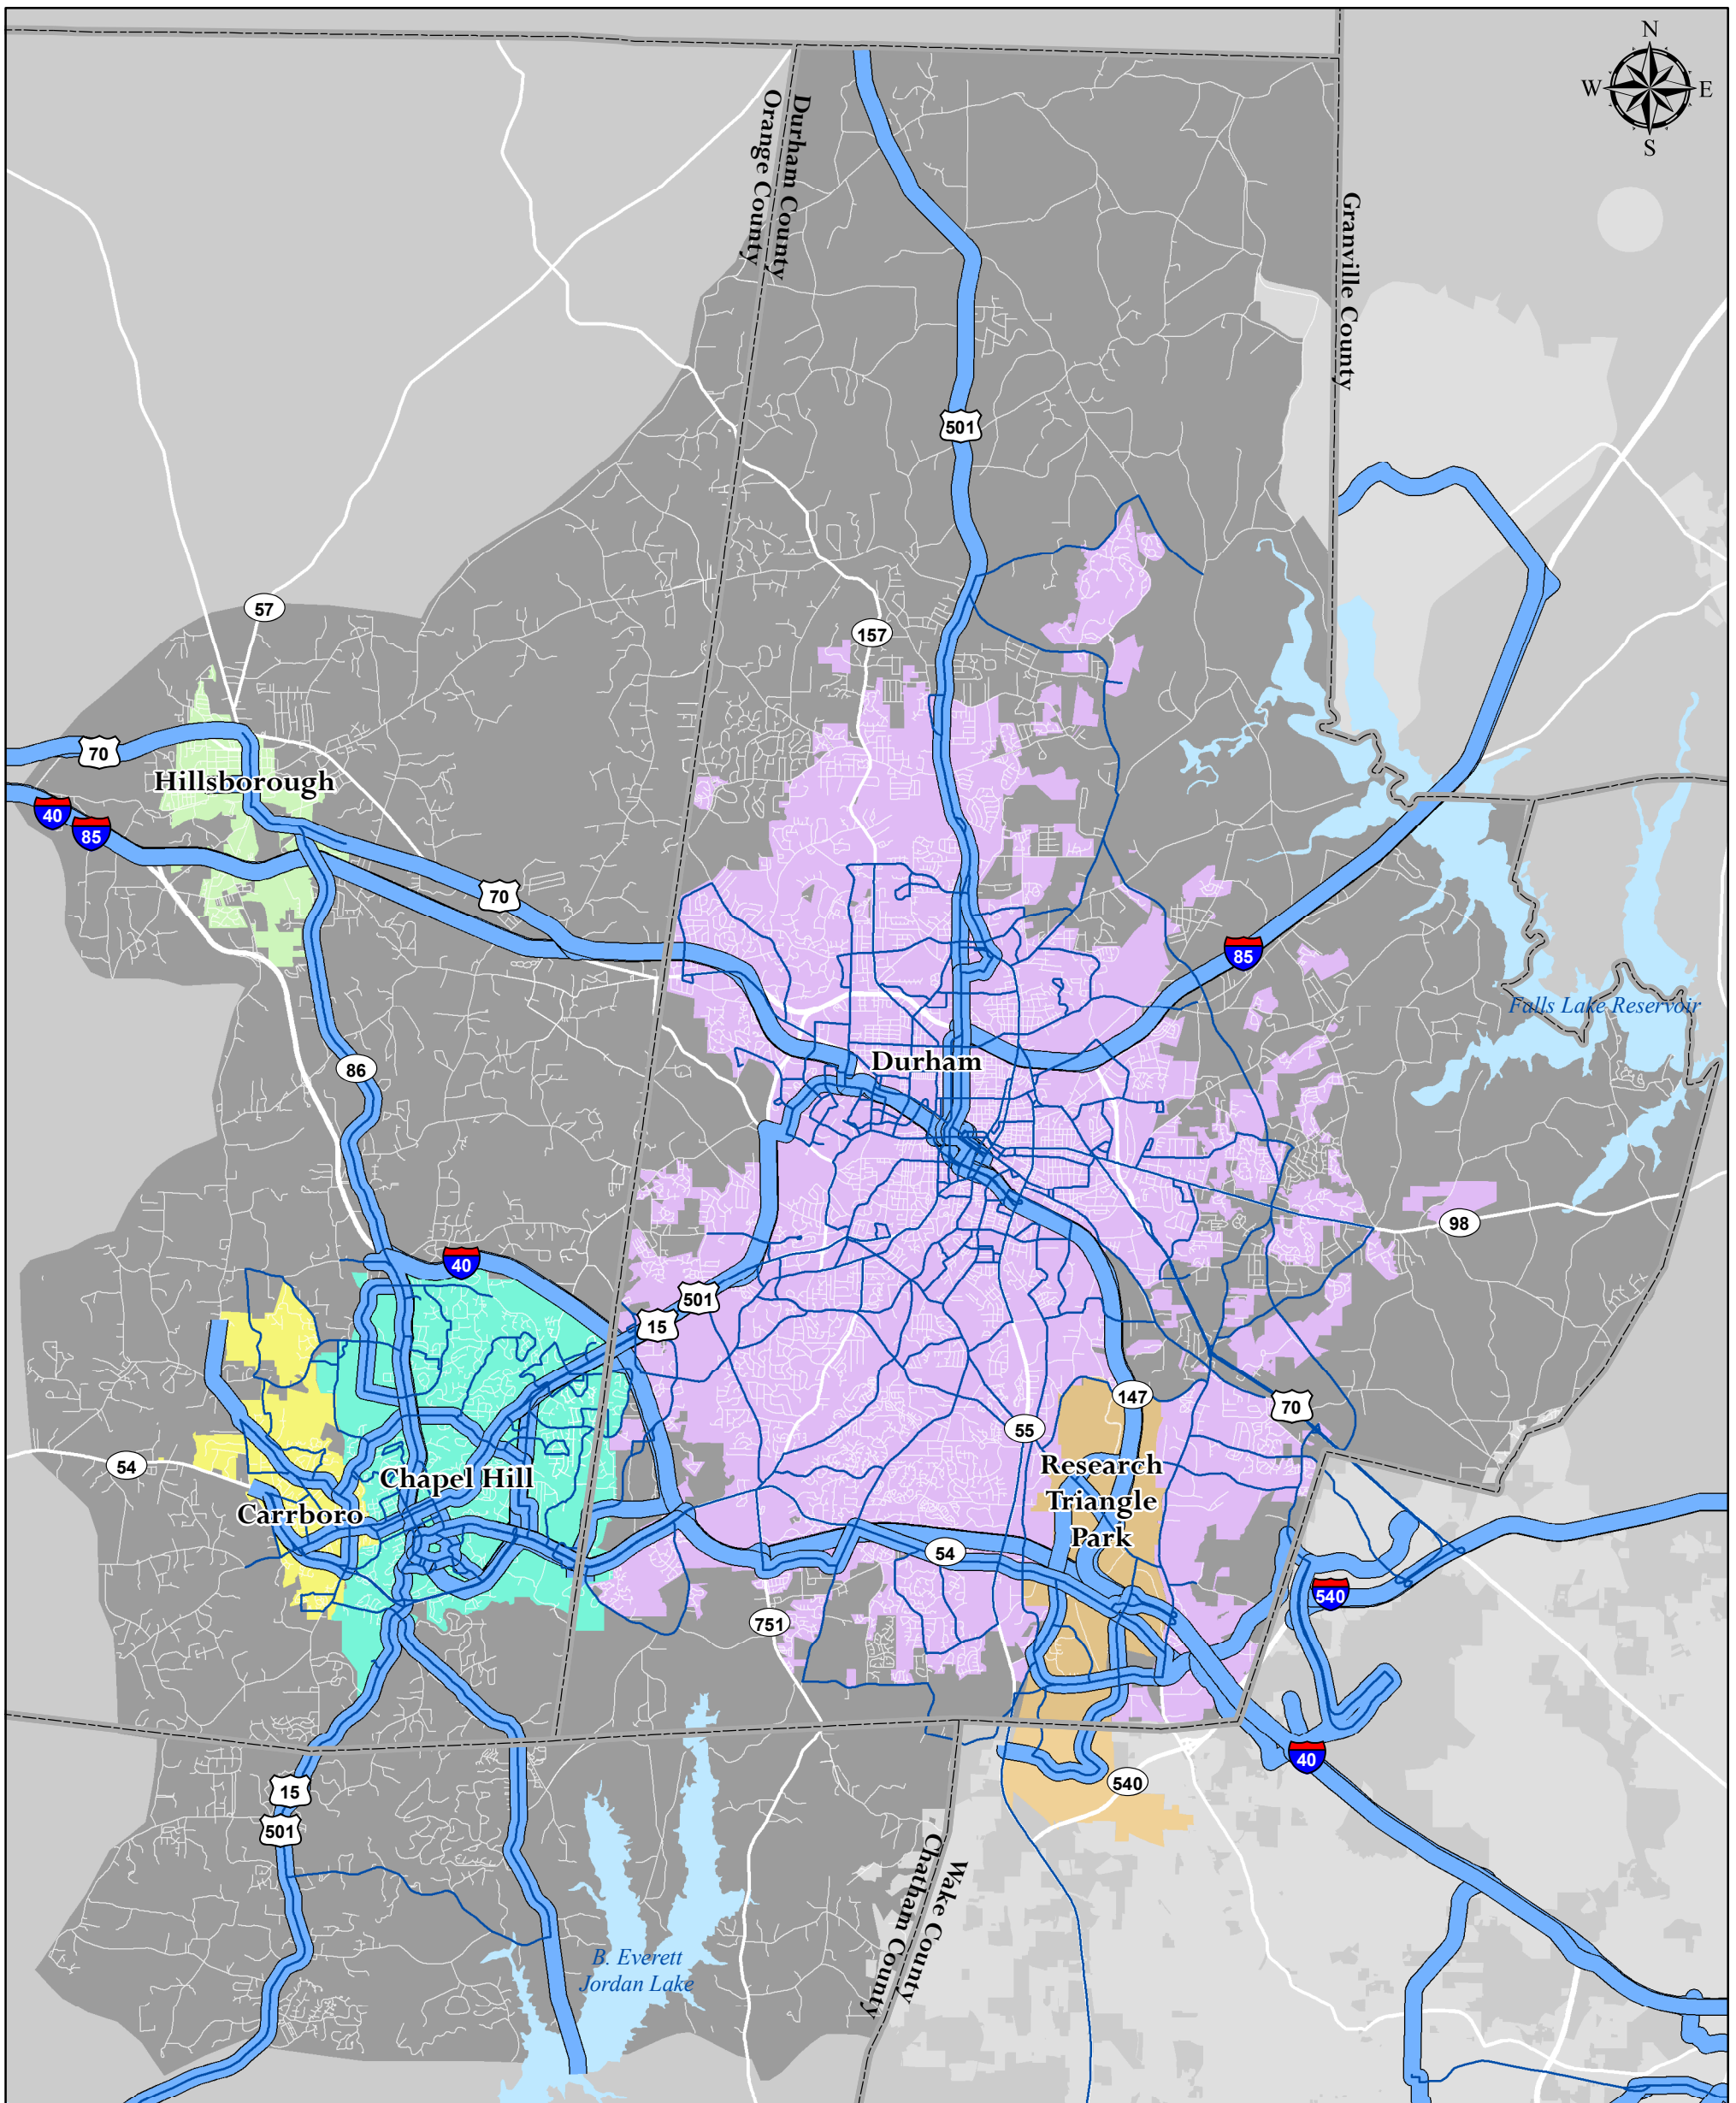 N
W E
S
Durham County
Orange County
Granville County
501
57
157
70
Hillsborough
40
85
70
85
Falls Lake Reservoir
Durham
86
98
40
501
15
147
70
55
54
Research
Triangle
Park
Chapel Hill
Carrboro
54
540
751
40
15
540
501
Wake County
Chatham County
B. Everett
Jordan Lake